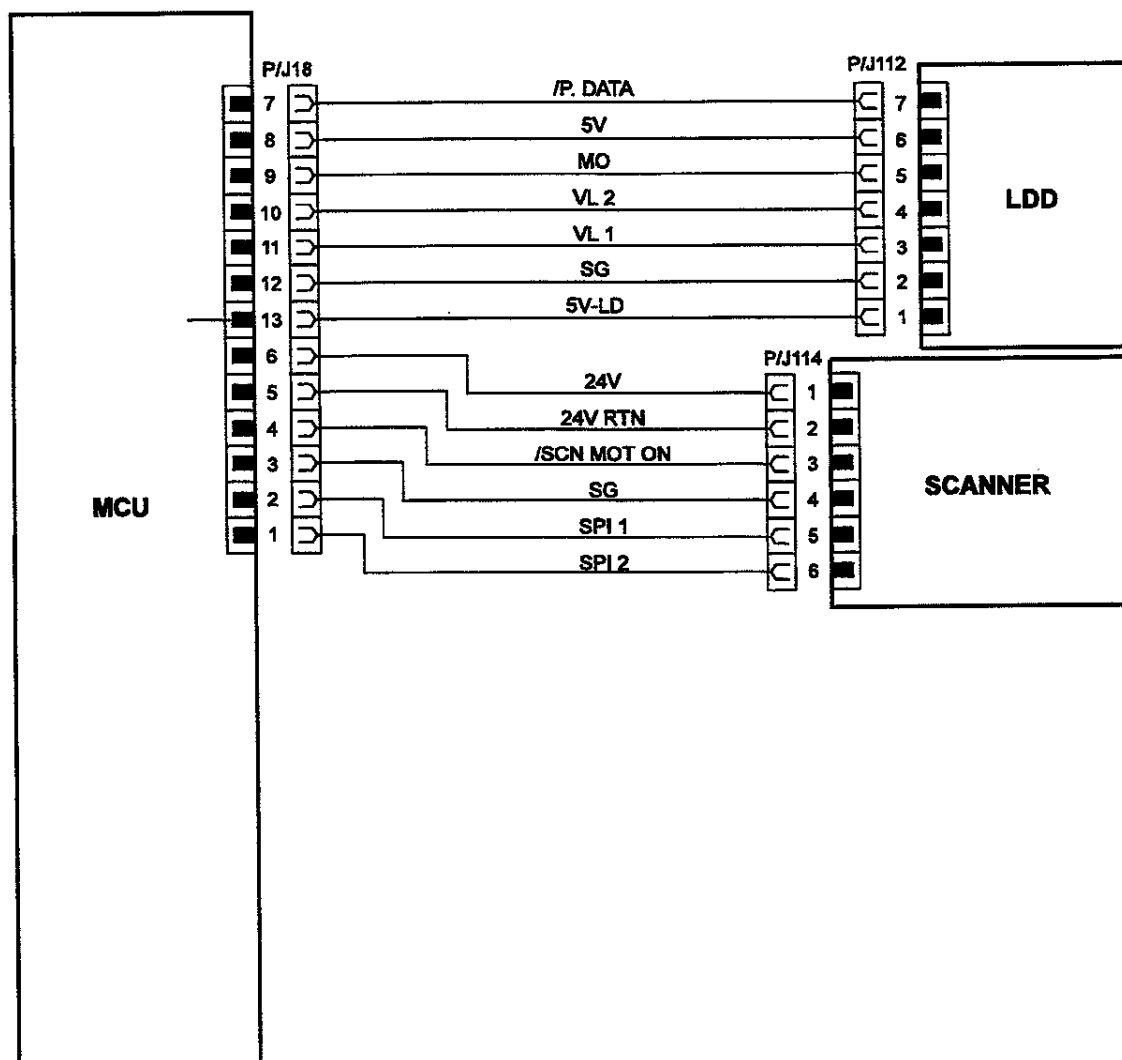 P/J18 P/J112
7 /P. DATA 7
8 5V 6
9 MO 5
10 VL 2 4
11 VL 1 3
12 SG 2
13 5V-LD 1
LDD
P/J114
6 24V 1
5 24V RTN 2
4 /SCN MOT ON 3
3 SG 4
2 SPI 1 5
1 SPI 2 6
MCU
SCANNER